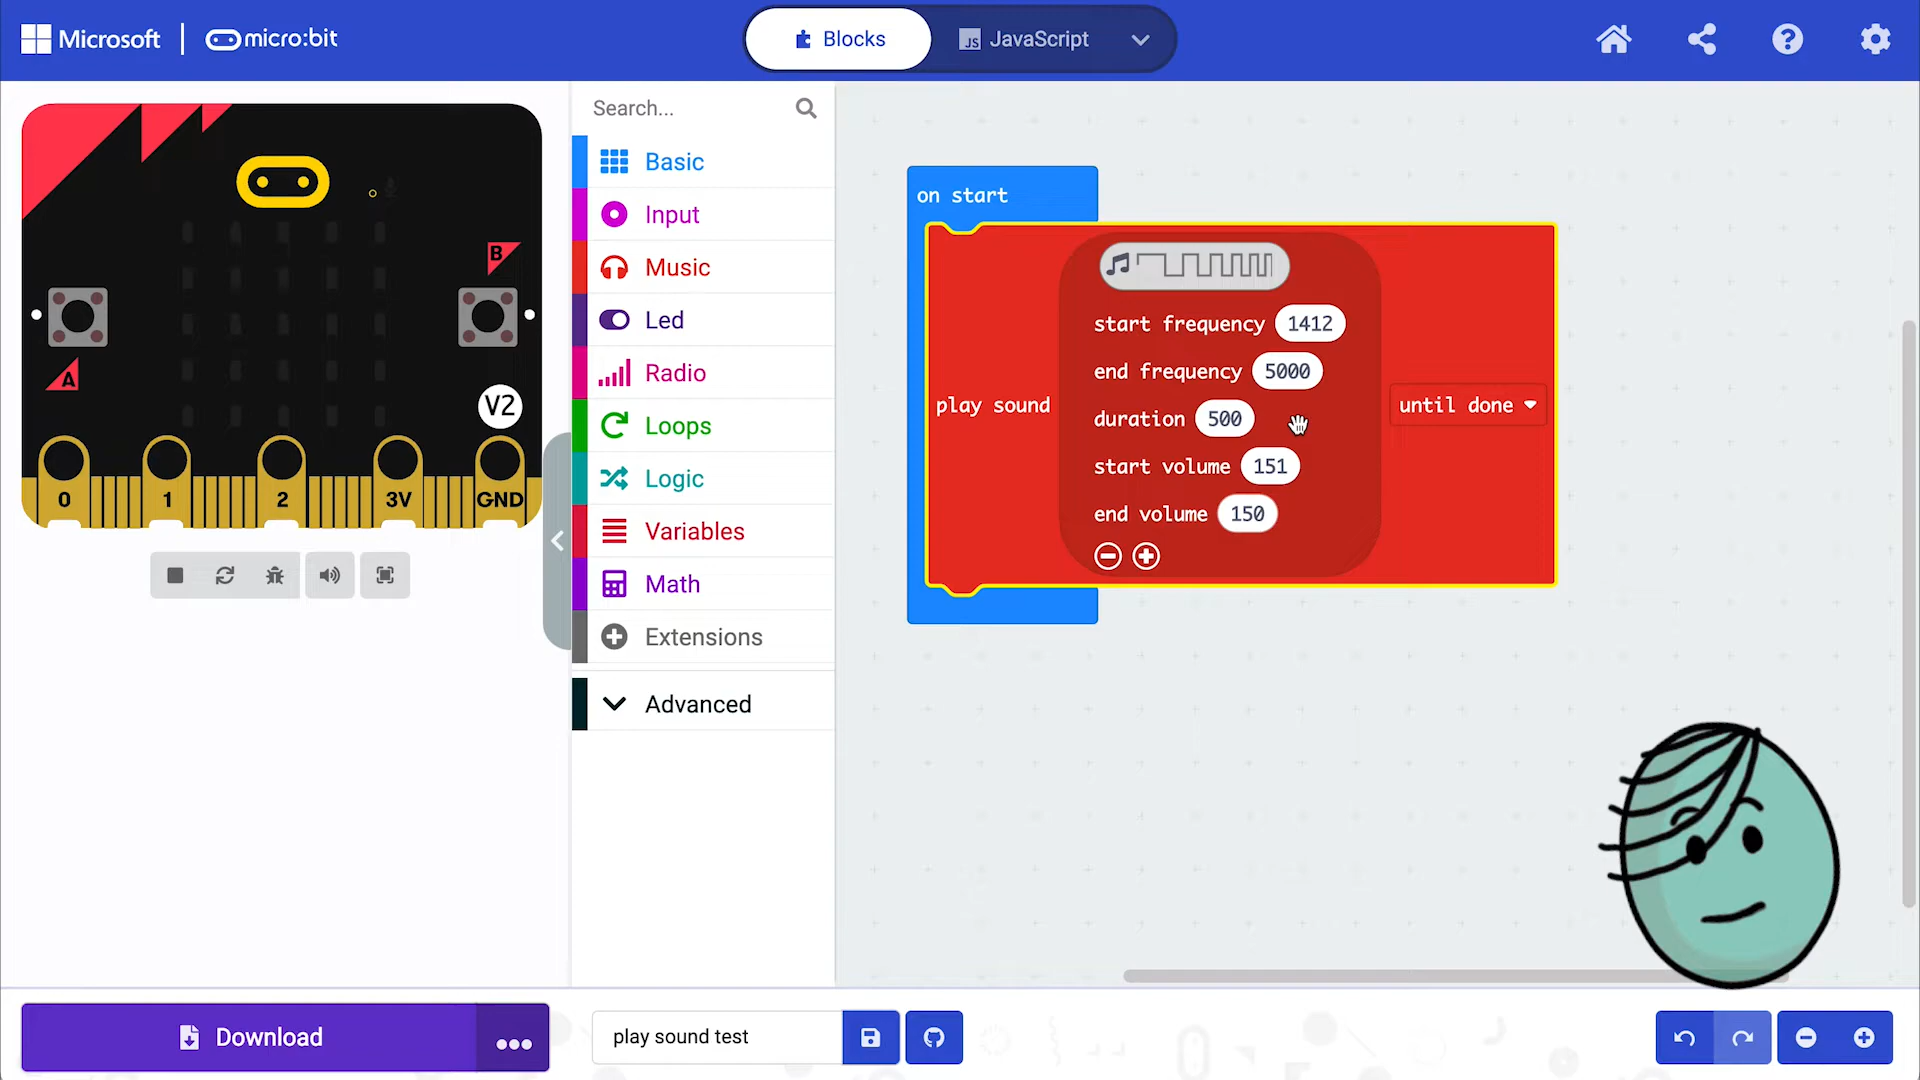 Microsoft
micro:bit
Blocks
JS JavaScript
B
A
V2
0
1
2
3V
GND
Search...
Basic
Input
Music
Led
Radio
Loops
Logic
Variables
Math
Extensions
Advanced
on start
start frequency 1412
end frequency 5000
play sound
duration 500
until done
start volume 151
end volume 150
Download
play sound test